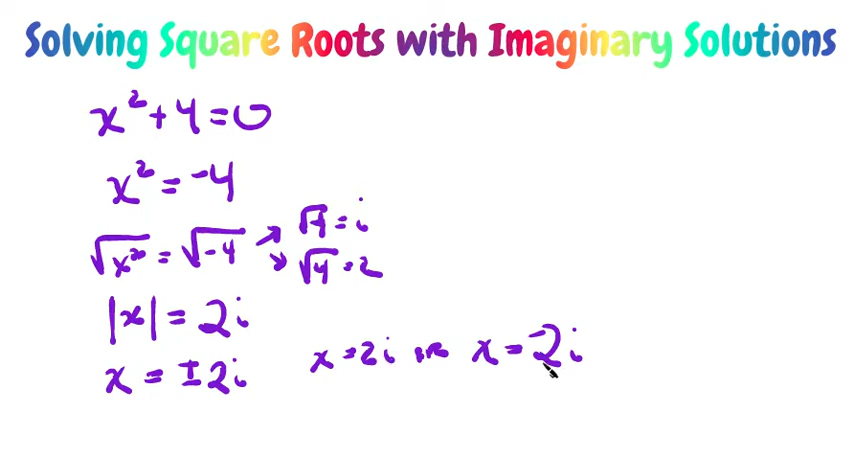 Solving Square Roots with Imaginary Solutions
x² + 4 = 0
x² = -4
√x² = √-4
√-1 = i
√4 = 2
|x| = 2i
x = ± 2i
x = 2i or x = -2i